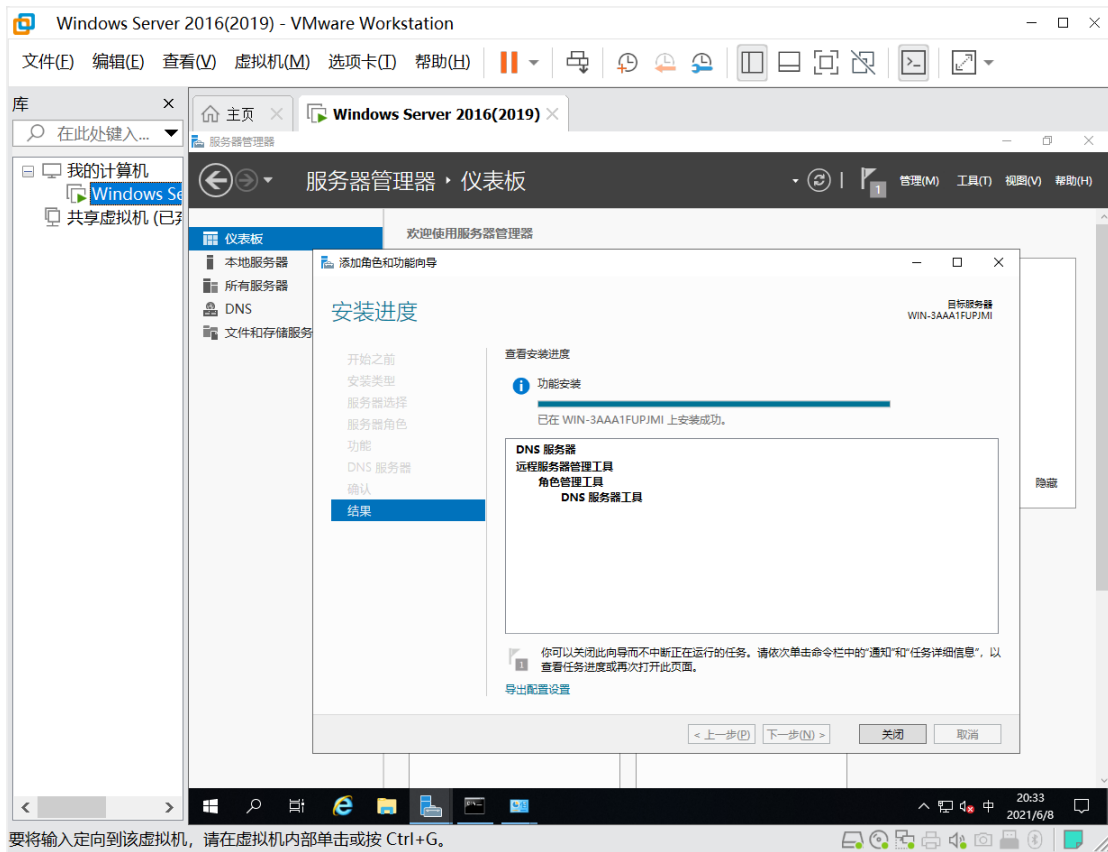 Windows Server 2016(2019) - VMware Workstation
文件(F) 编辑(E) 查看(V) 虚拟机(M) 选项卡(T) 帮助(H)
库
主页
Windows Server 2016(2019)
在此处键入...
服务器管理器
我的计算机
Windows Se
共享虚拟机 (已弃
服务器管理器 · 仪表板
1
管理(M) 工具(T) 视图(V) 帮助(H)
仪表板
本地服务器
所有服务器
DNS
文件和存储服务
欢迎使用服务器管理器
添加角色和功能向导
安装进度
目标服务器
WIN-3AAA1FUPJMI
开始之前
安装类型
服务器选择
服务器角色
功能
DNS 服务器
确认
结果
查看安装进度
功能安装
已在 WIN-3AAA1FUPJMI 上安装成功。
DNS 服务器
远程服务器管理工具
角色管理工具
DNS 服务器工具
隐藏
1
你可以关闭此向导而不中断正在运行的任务。请依次单击命令栏中的"通知"和"任务详细信息"，以
查看任务进度或再次打开此页面。
导出配置设置
< 上一步(P) 下一步(N) > 关闭 取消
中
20:33
2021/6/8
要将输入定向到该虚拟机，请在虚拟机内部单击或按 Ctrl+G。